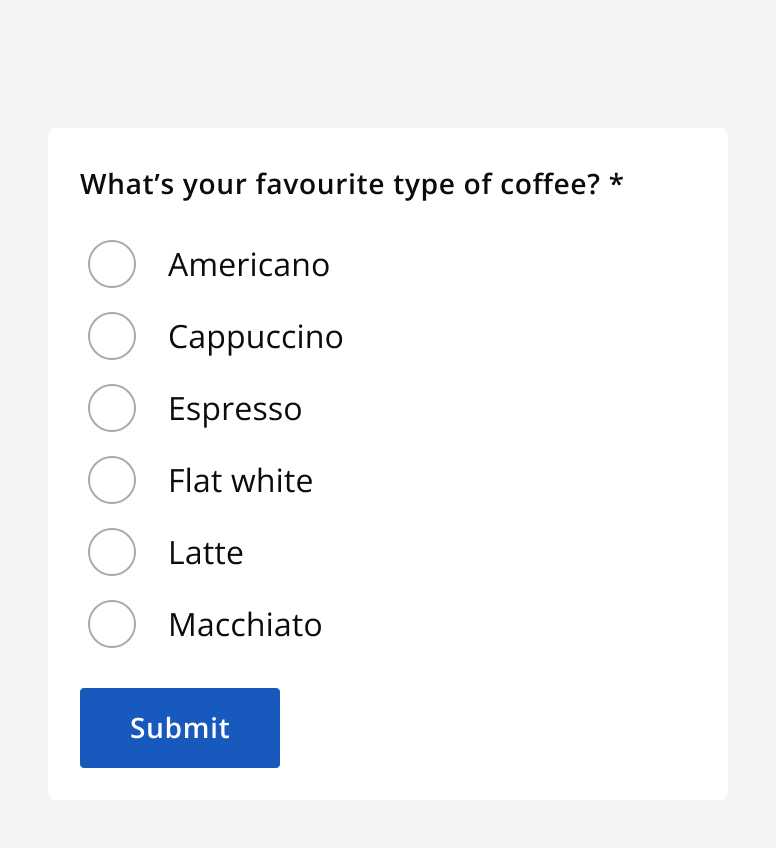 What’s your favourite type of coffee? *
Americano
Cappuccino
Espresso
Flat white
Latte
Macchiato
Submit